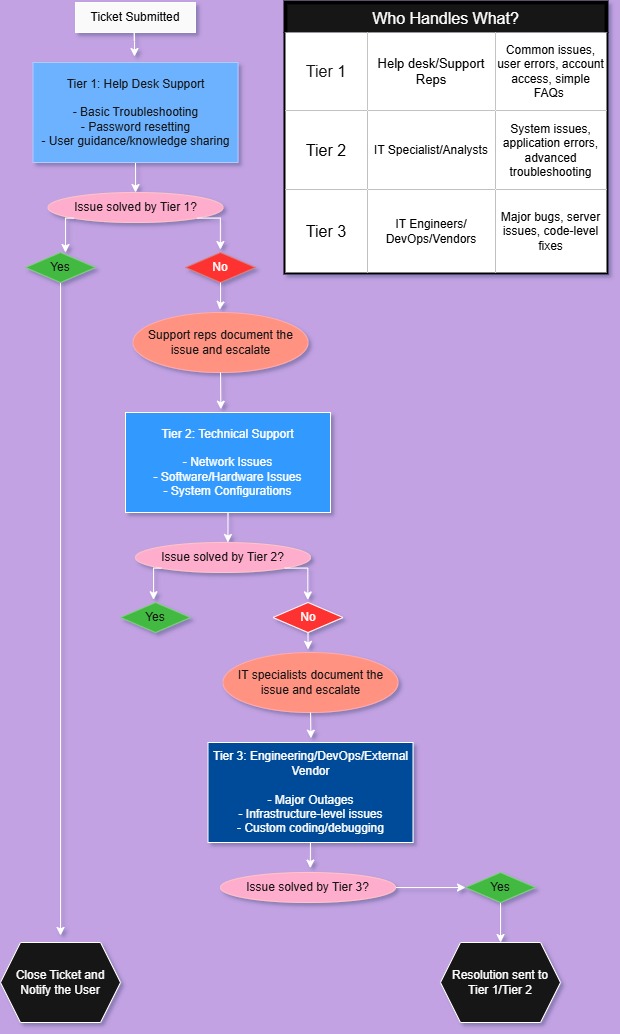 Ticket Submitted
Tier 1: Help Desk Support
- Basic Troubleshooting
- Password resetting
- User guidance/knowledge sharing
Issue solved by Tier 1?
Yes
No
Support reps document the
issue and escalate
Tier 2: Technical Support
- Network Issues
- Software/Hardware Issues
- System Configurations
Issue solved by Tier 2?
Yes
No
IT specialists document the
issue and escalate
Tier 3: Engineering/DevOps/External
Vendor
- Major Outages
- Infrastructure-level issues
- Custom coding/debugging
Issue solved by Tier 3?
Yes
Close Ticket and
Notify the User
Resolution sent to
Tier 1/Tier 2
Who Handles What?
Tier 1
Help desk/Support
Reps
Common issues,
user errors, account
access, simple
FAQs
Tier 2
IT Specialist/Analysts
System issues,
application errors,
advanced
troubleshooting
Tier 3
IT Engineers/
DevOps/Vendors
Major bugs, server
issues, code-level
fixes